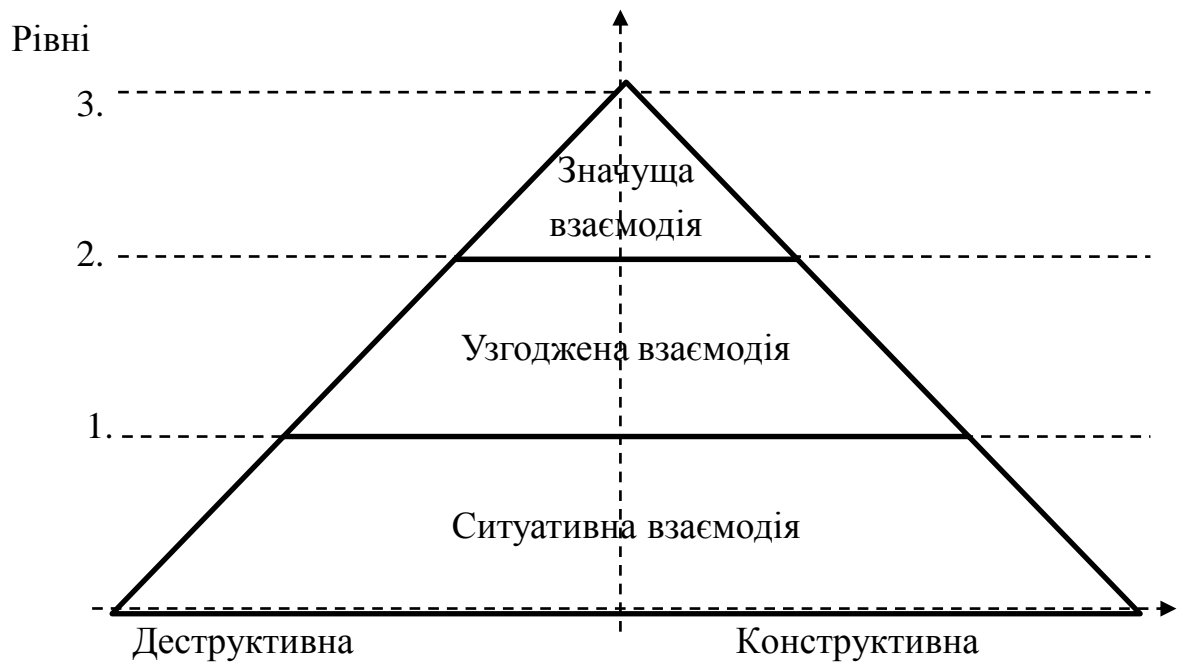 Рівні
3.
Значуща
взаємодія
2.
Узгоджена взаємодія
1.
Ситуативна взаємодія
Деструктивна
Конструктивна